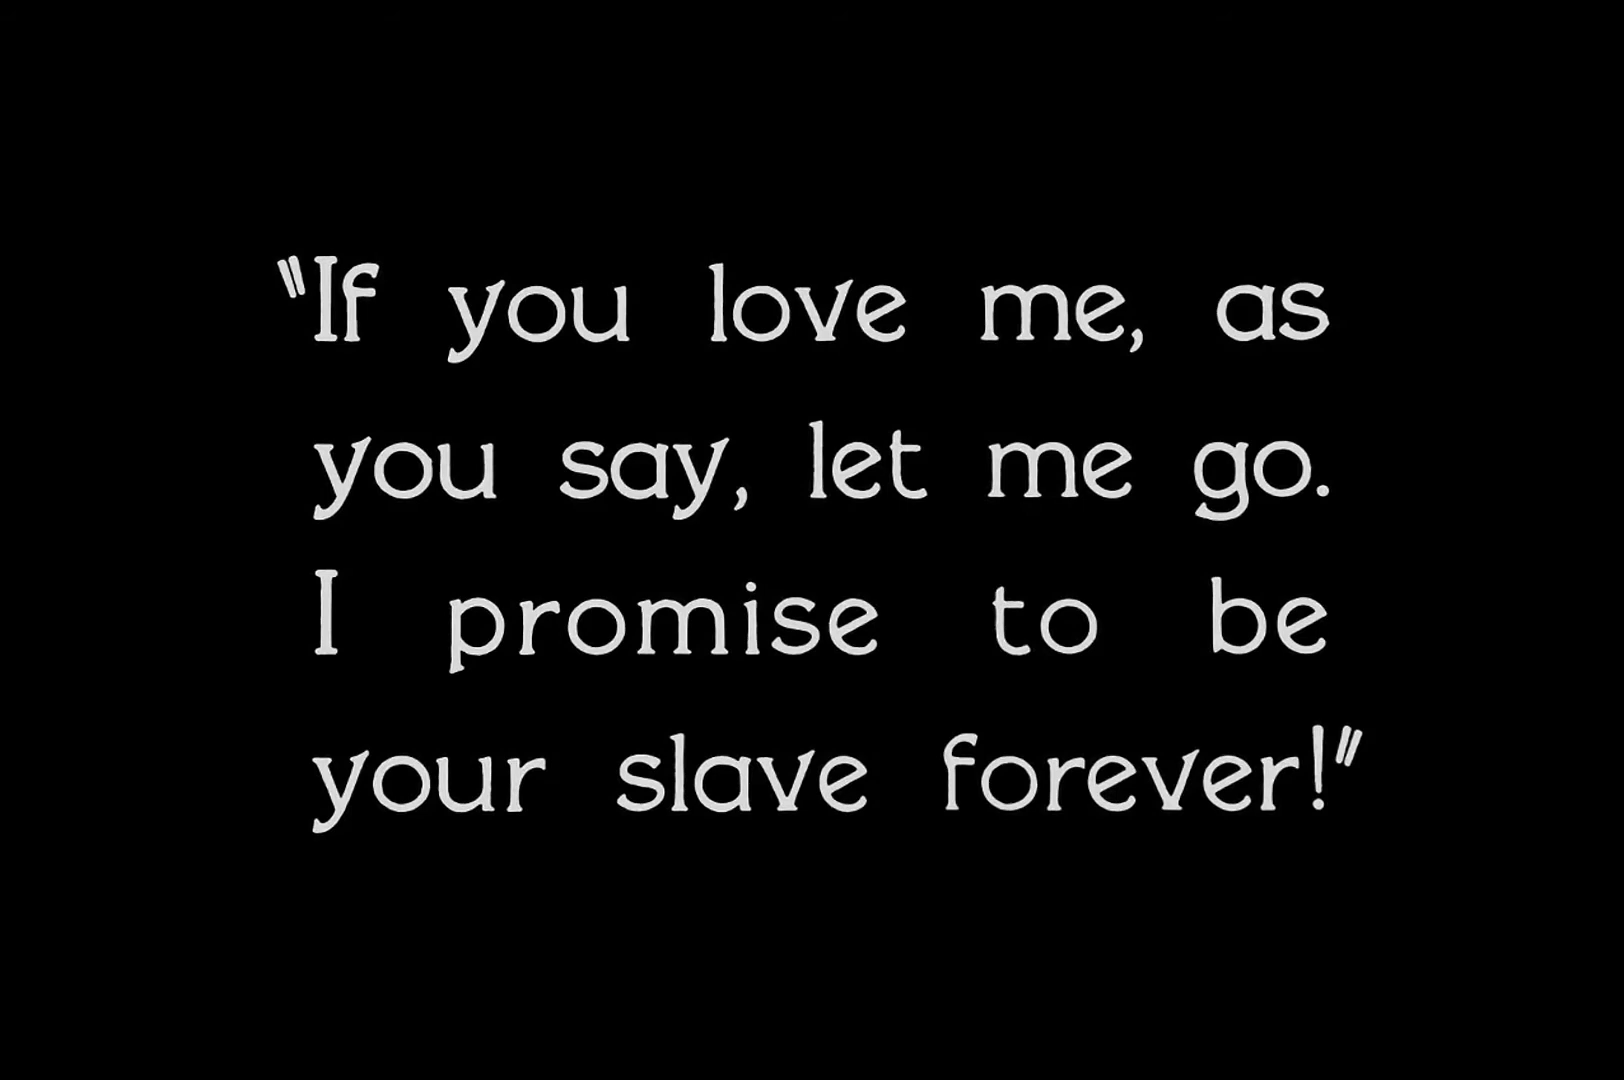 "If you love me, as
you say, let me go.
I promise to be
your slave forever!"